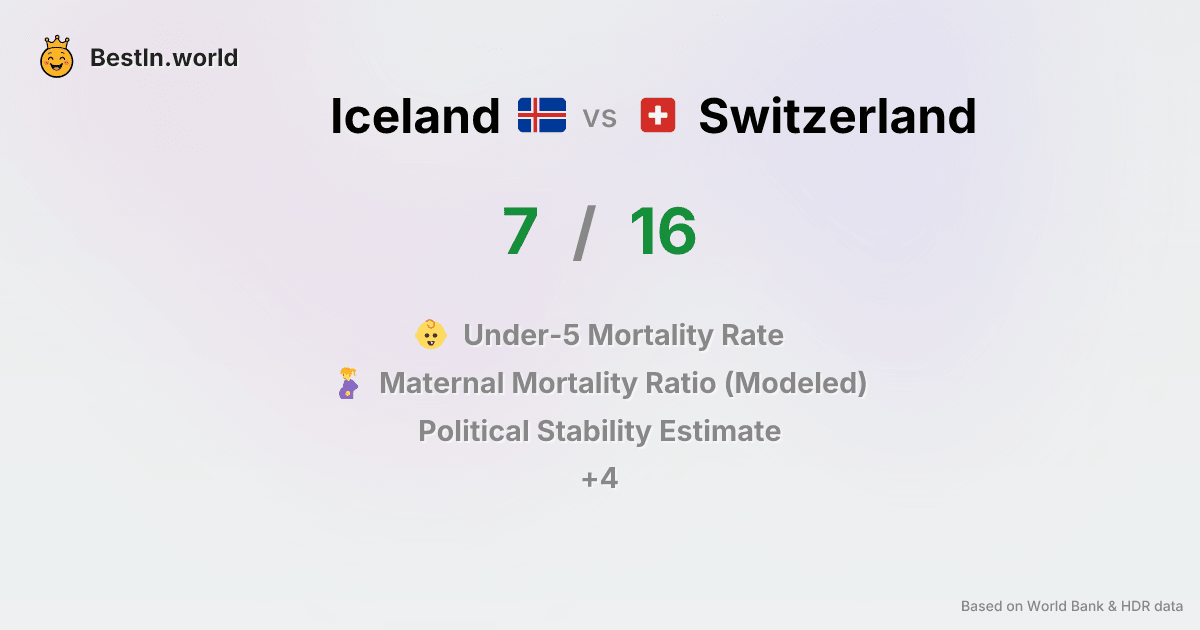 BestIn.world
Iceland vs Switzerland
7 / 16
Under-5 Mortality Rate
Maternal Mortality Ratio (Modeled)
Political Stability Estimate
+4
Based on World Bank & HDR data